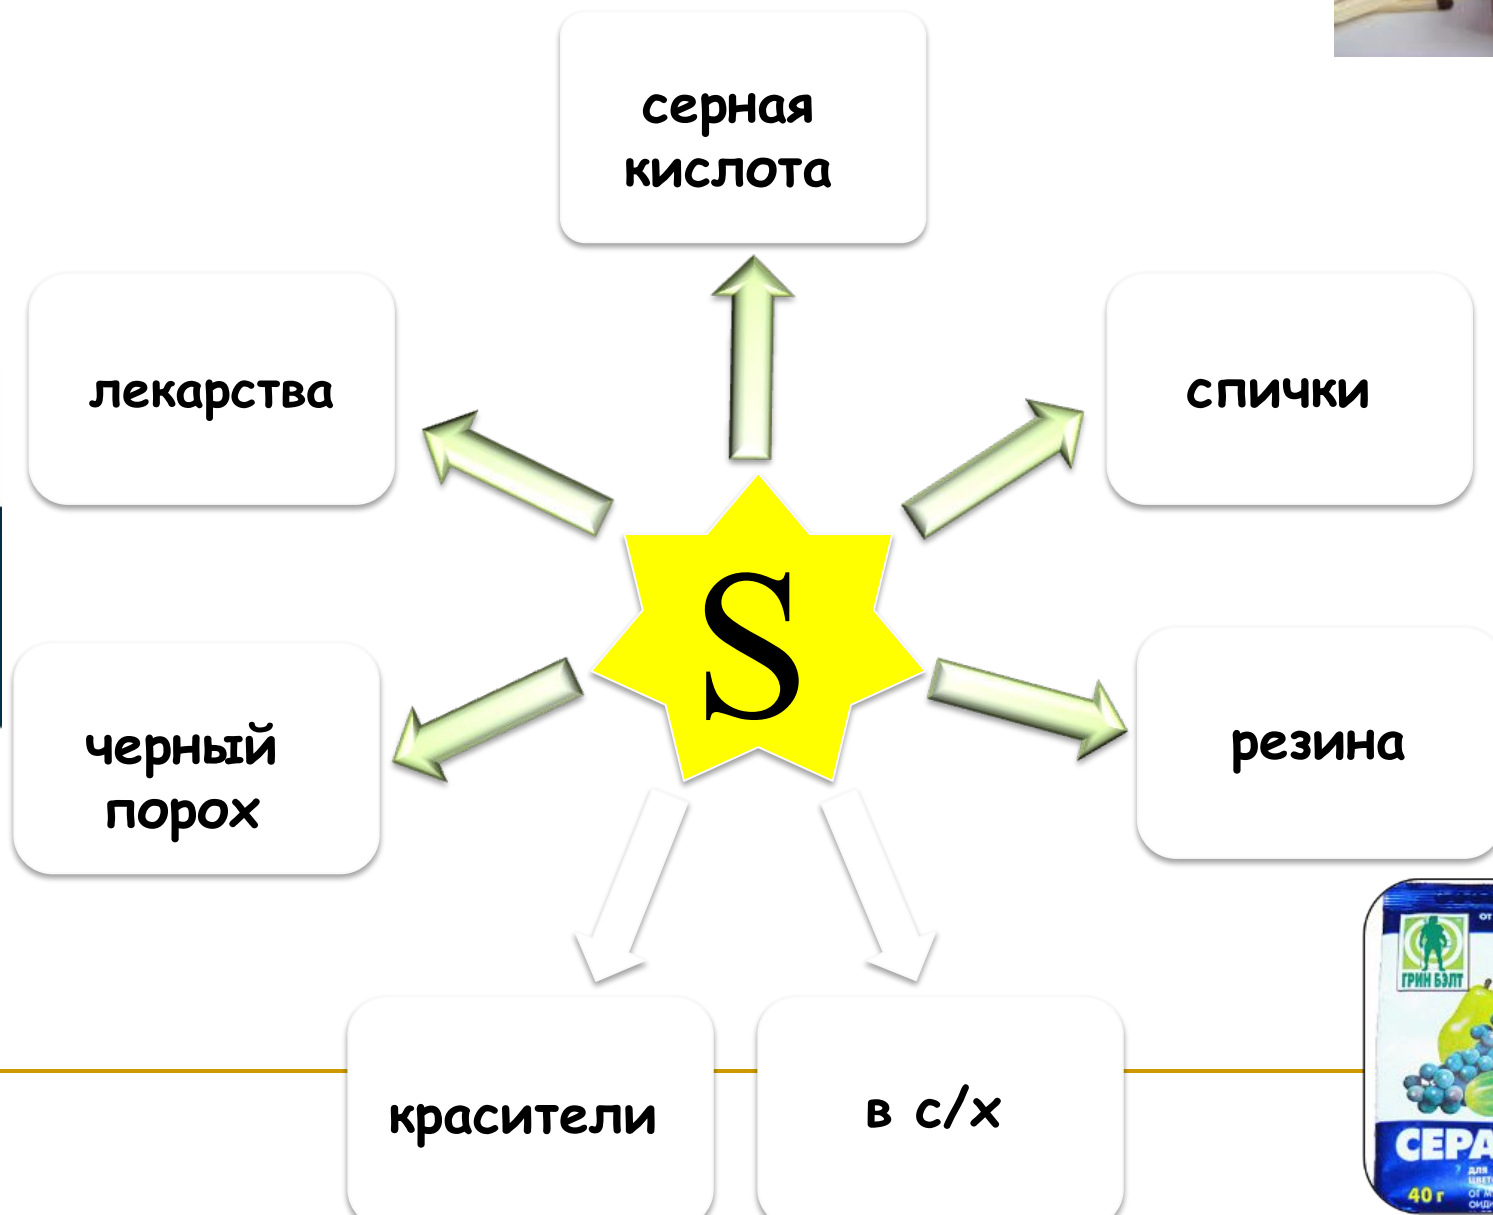 серная
кислота
лекарства
спички
S
черный
порох
резина
красители
в с/х
ГРИН БЭЛТ
СЕРА
40 г